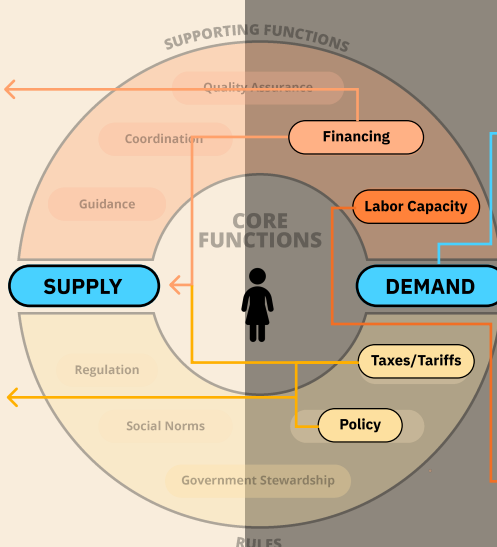 SUPPORTING FUNCTIONS
Quality Assurance
Coordination
Financing
Guidance
Labor Capacity
CORE
FUNCTIONS
SUPPLY
DEMAND
Taxes/Tariffs
Regulation
Social Norms
Policy
Government Stewardship
RULES